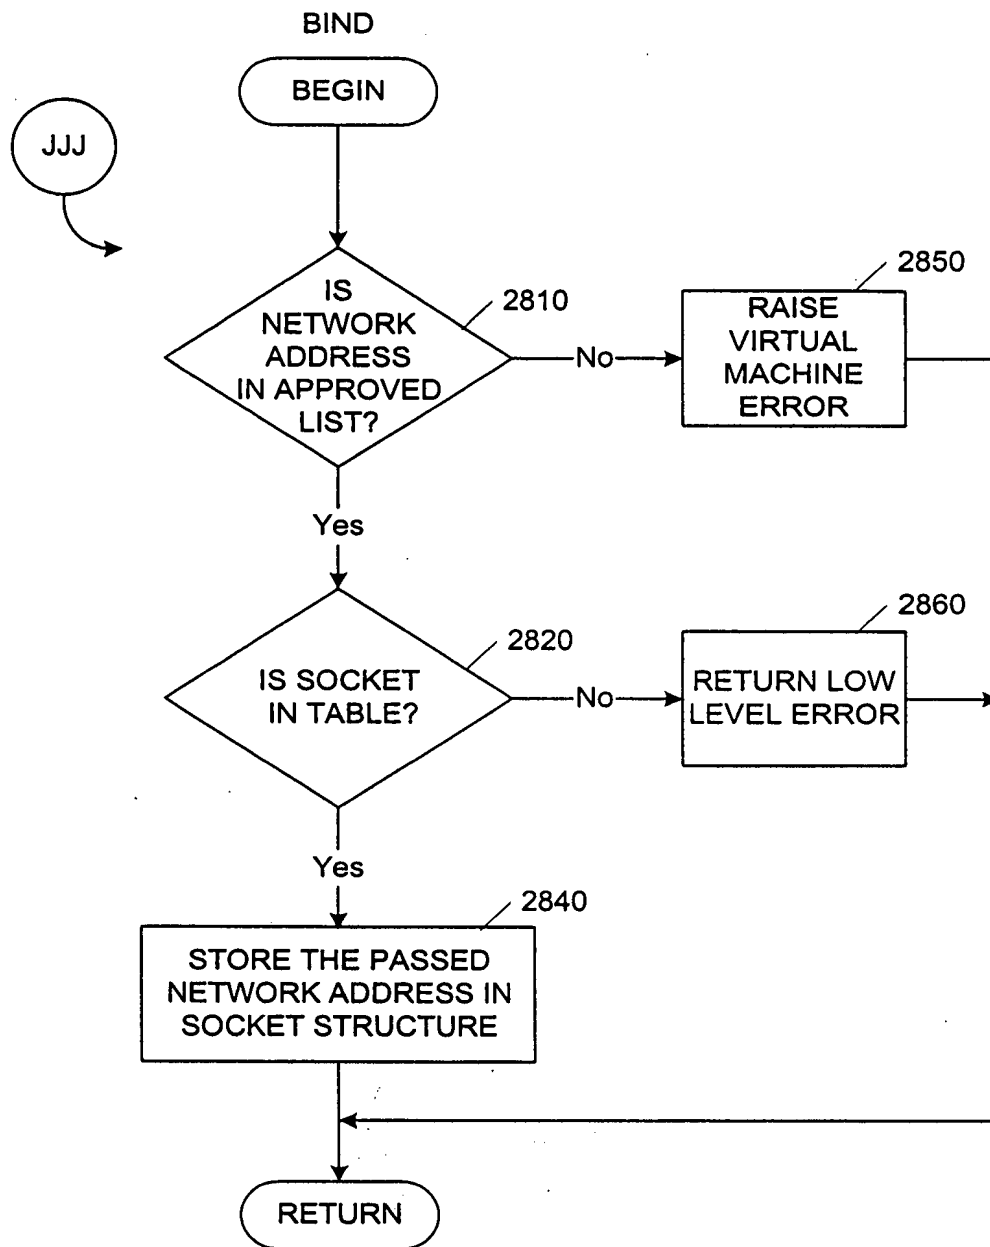 BIND
BEGIN
JJJ
IS
NETWORK
ADDRESS
IN APPROVED
LIST?
2810
No
2850
RAISE
VIRTUAL
MACHINE
ERROR
Yes
IS SOCKET
IN TABLE?
2820
No
2860
RETURN LOW
LEVEL ERROR
Yes
2840
STORE THE PASSED
NETWORK ADDRESS IN
SOCKET STRUCTURE
RETURN